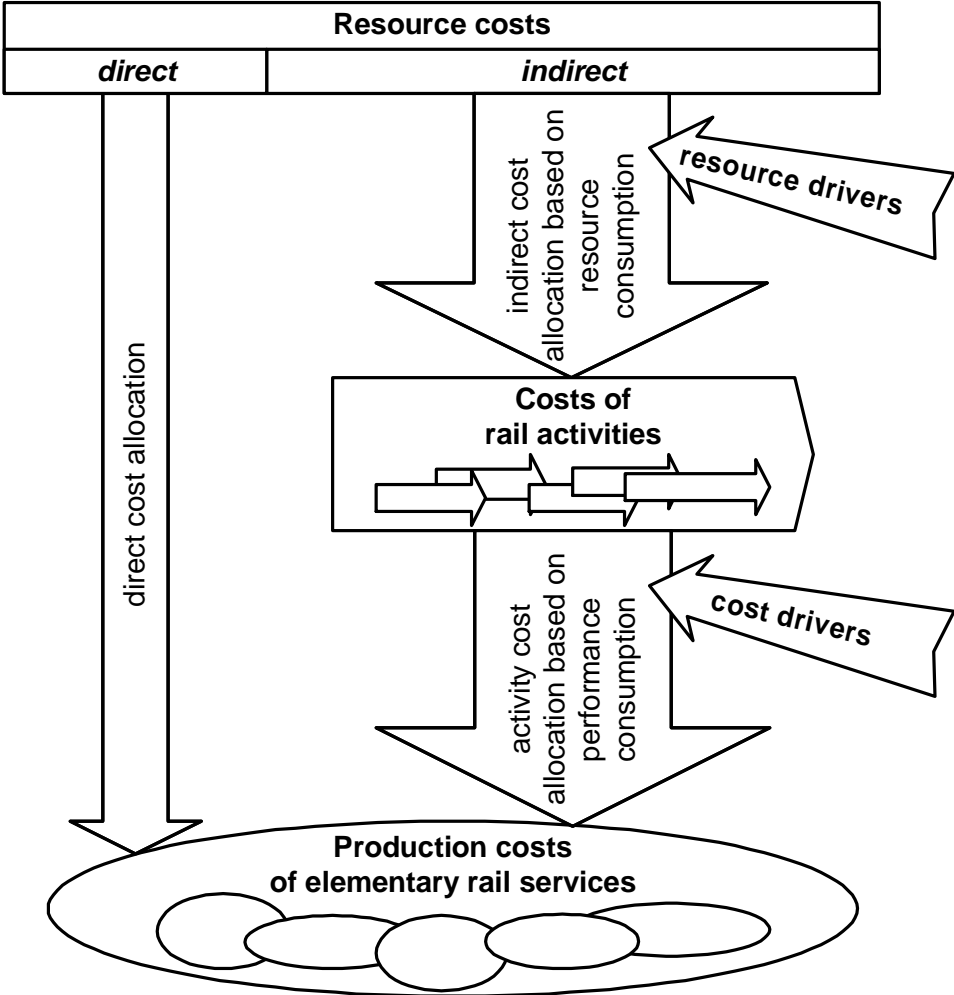 Resource costs
direct
indirect
indirect cost
allocation based on
resource
consumption
resource drivers
Costs of
rail activities
direct cost allocation
activity cost
allocation based on
performance
consumption
cost drivers
Production costs
of elementary rail services